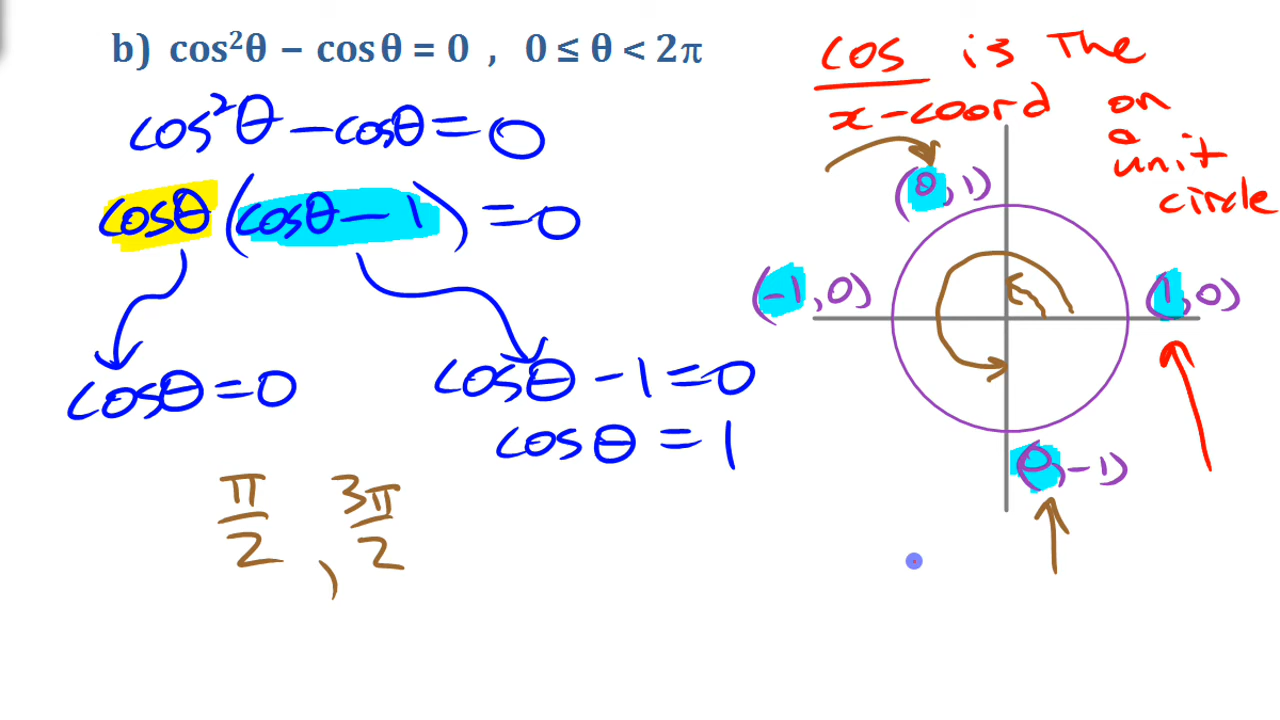 b) cos²θ – cos θ = 0 , 0 ≤ θ < 2π
cos²θ – cosθ = 0
cosθ (cosθ – 1) = 0
cosθ = 0
cosθ – 1 = 0
cosθ = 1
π/2 , 3π/2
cos is the
x-coord on
a
unit
circle
(0, 1)
(-1, 0)
(1, 0)
(0, -1)